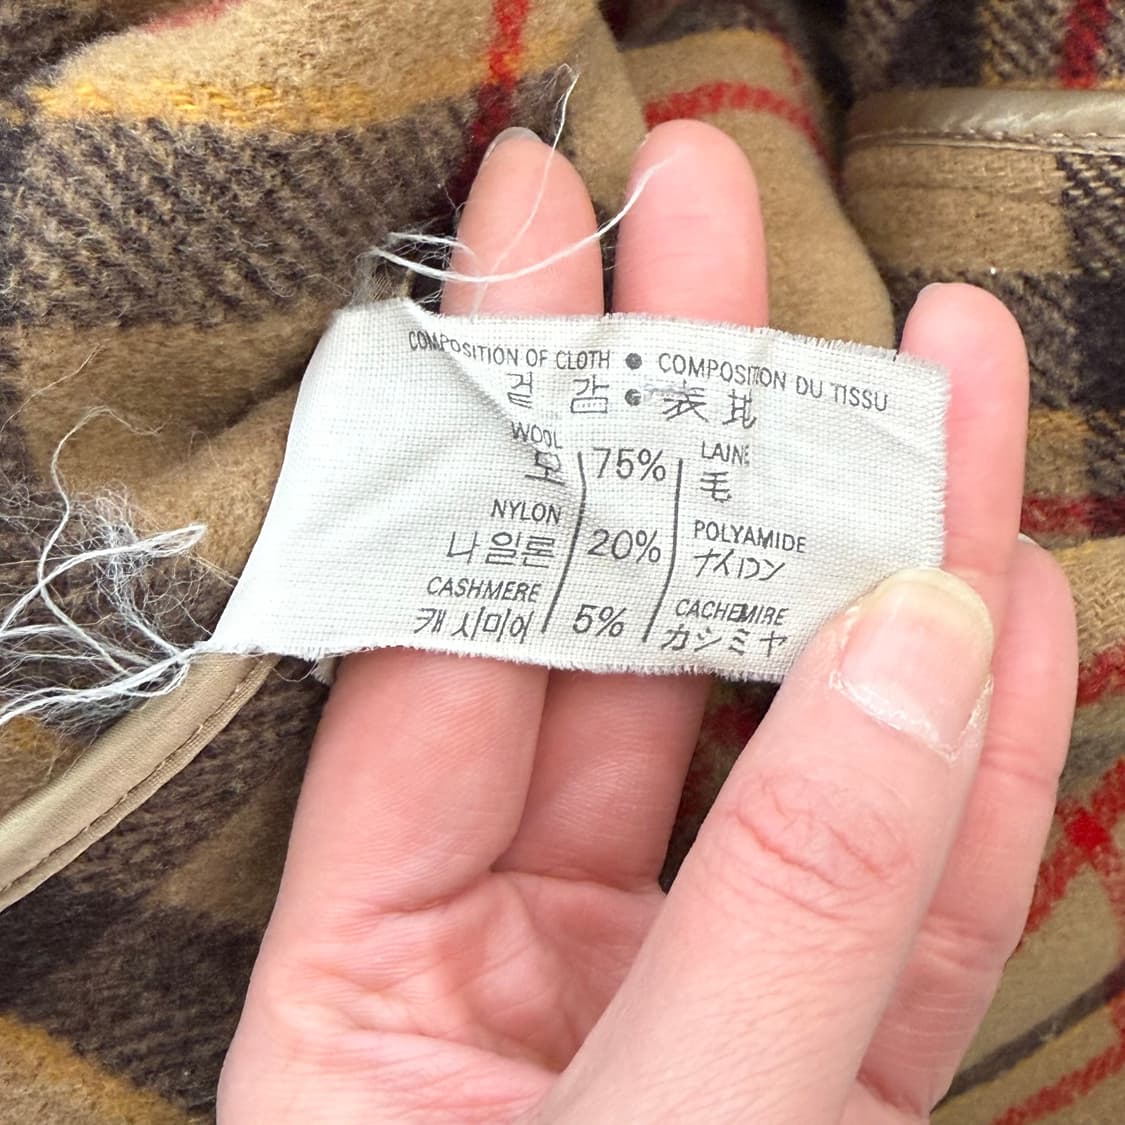 COMPOSITION OF CLOTH ● COMPOSITION DU TISSU
겉 감 ● 表地
WOOL 75% LAINE
모 毛
NYLON 20% POLYAMIDE
나일론 ナイロン
CASHMERE 5% CACHEMIRE
캐시미어 カシミヤ